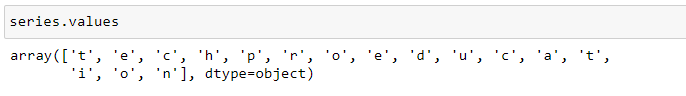 series.values
array(['t', 'e', 'c', 'h', 'p', 'r', 'o', 'e', 'd', 'u', 'c', 'a', 't',
'i', 'o', 'n'], dtype=object)